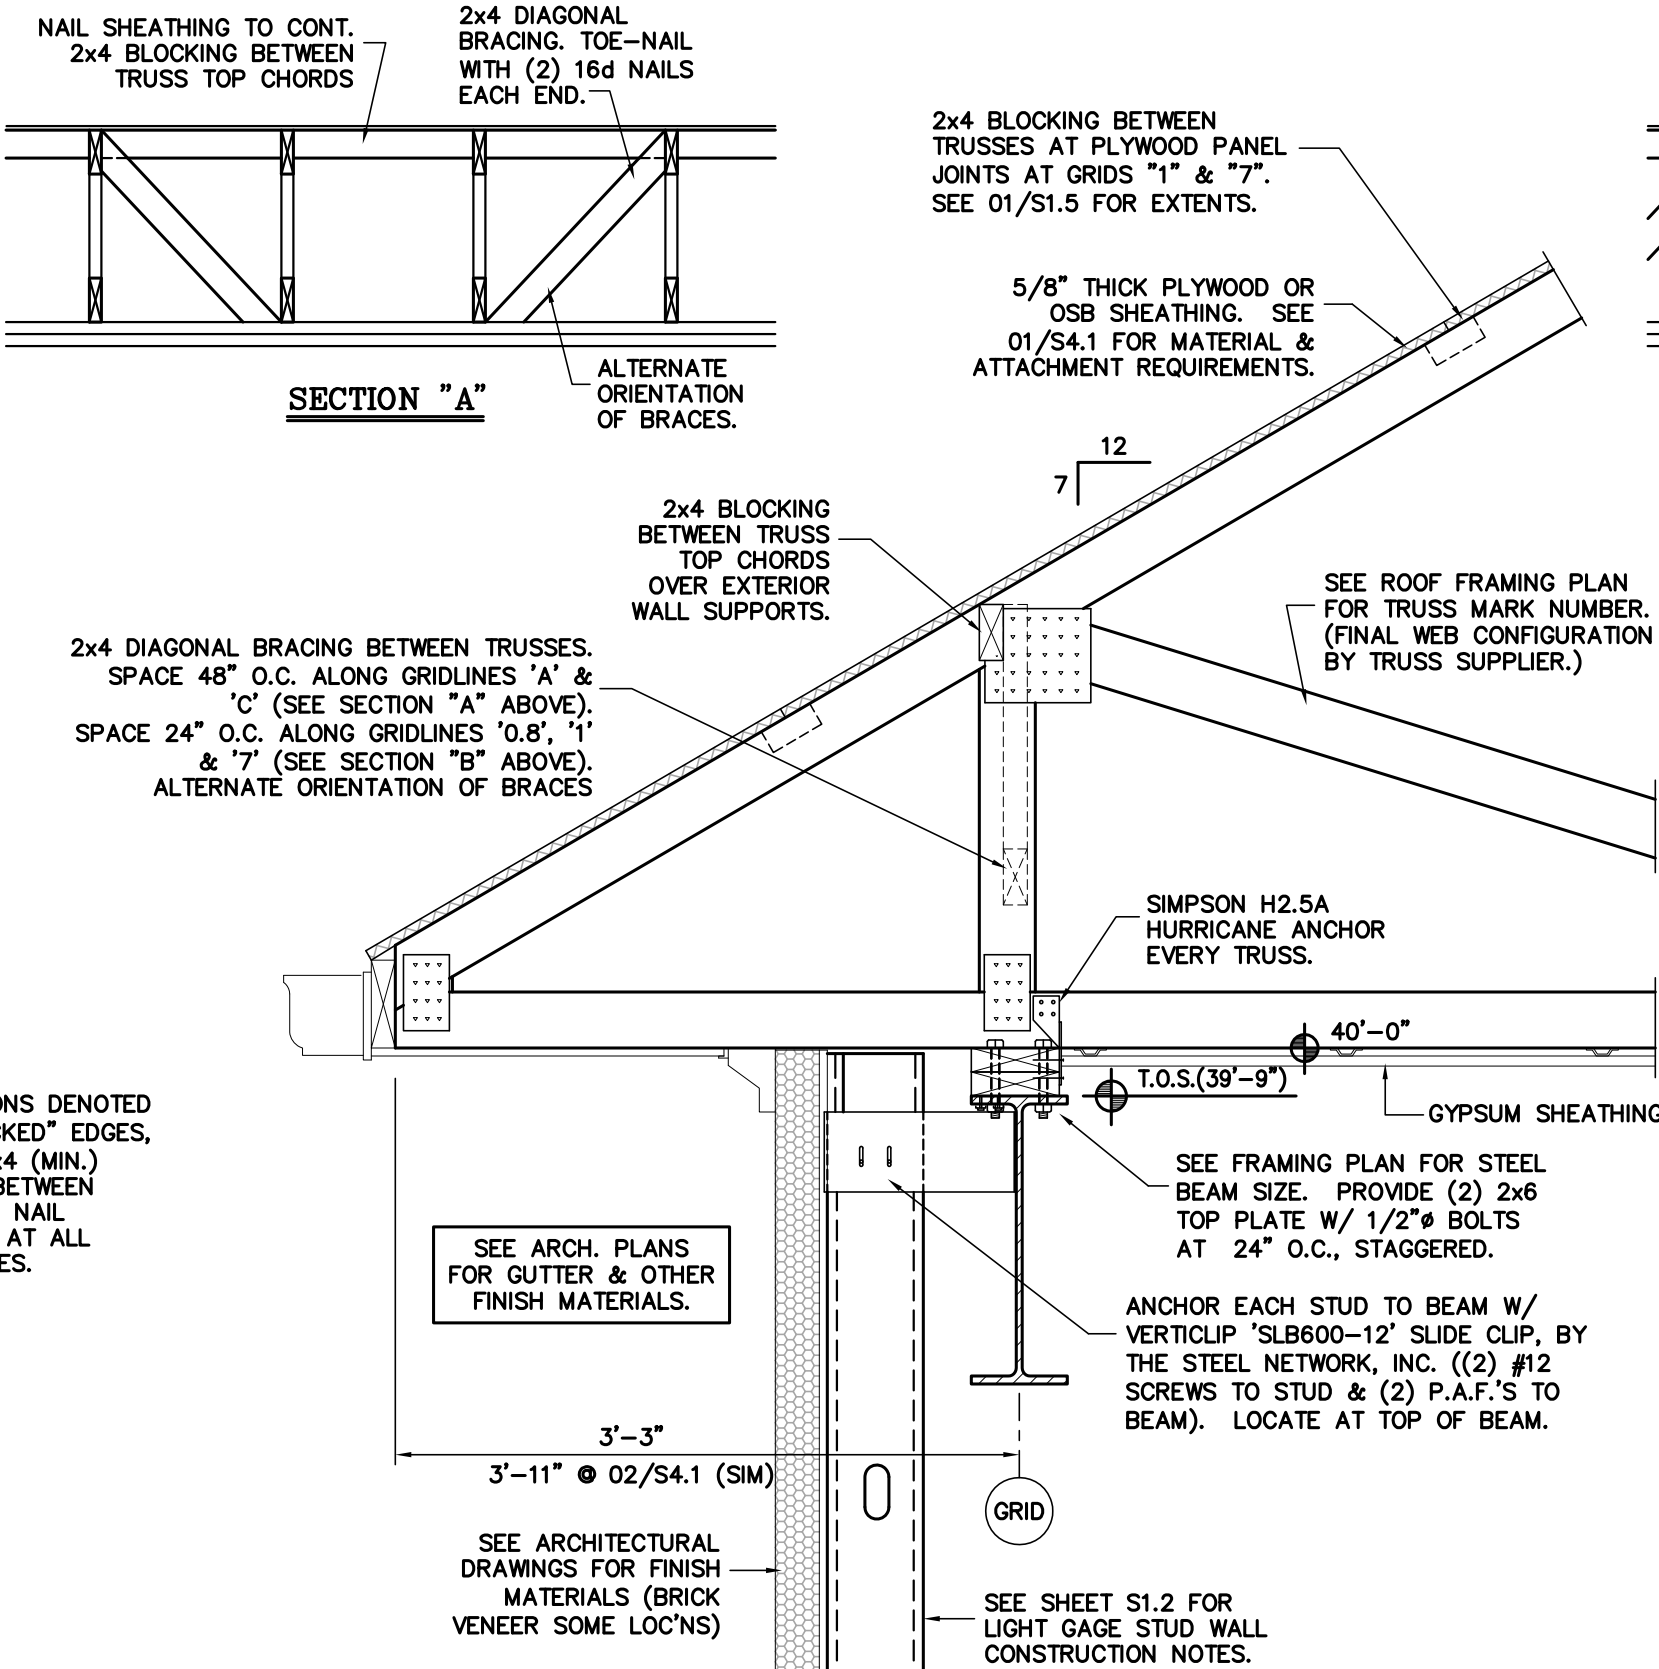 NAIL SHEATHING TO CONT.
2x4 BLOCKING BETWEEN
TRUSS TOP CHORDS
2x4 DIAGONAL
BRACING. TOE-NAIL
WITH (2) 16d NAILS
EACH END.
ALTERNATE
ORIENTATION
OF BRACES.
SECTION "A"
2x4 BLOCKING BETWEEN
TRUSSES AT PLYWOOD PANEL
JOINTS AT GRIDS "1" & "7".
SEE 01/S1.5 FOR EXTENTS.
5/8" THICK PLYWOOD OR
OSB SHEATHING. SEE
01/S4.1 FOR MATERIAL &
ATTACHMENT REQUIREMENTS.
12
7
2x4 BLOCKING
BETWEEN TRUSS
TOP CHORDS
OVER EXTERIOR
WALL SUPPORTS.
SEE ROOF FRAMING PLAN
FOR TRUSS MARK NUMBER.
(FINAL WEB CONFIGURATION
BY TRUSS SUPPLIER.)
2x4 DIAGONAL BRACING BETWEEN TRUSSES.
SPACE 48" O.C. ALONG GRIDLINES 'A' &
'C' (SEE SECTION "A" ABOVE).
SPACE 24" O.C. ALONG GRIDLINES '0.8', '1'
& '7' (SEE SECTION "B" ABOVE).
ALTERNATE ORIENTATION OF BRACES
SIMPSON H2.5A
HURRICANE ANCHOR
EVERY TRUSS.
40'-0"
T.O.S.(39'-9")
GYPSUM SHEATHING
ONS DENOTED
CKED" EDGES,
x4 (MIN.)
BETWEEN
NAIL
AT ALL
ES.
SEE FRAMING PLAN FOR STEEL
BEAM SIZE. PROVIDE (2) 2x6
TOP PLATE W/ 1/2"ø BOLTS
AT 24" O.C., STAGGERED.
SEE ARCH. PLANS
FOR GUTTER & OTHER
FINISH MATERIALS.
ANCHOR EACH STUD TO BEAM W/
VERTICLIP 'SLB600-12' SLIDE CLIP, BY
THE STEEL NETWORK, INC. ((2) #12
SCREWS TO STUD & (2) P.A.F.'S TO
BEAM). LOCATE AT TOP OF BEAM.
3'-3"
3'-11" @ 02/S4.1 (SIM)
GRID
SEE ARCHITECTURAL
DRAWINGS FOR FINISH
MATERIALS (BRICK
VENEER SOME LOC'NS)
SEE SHEET S1.2 FOR
LIGHT GAGE STUD WALL
CONSTRUCTION NOTES.